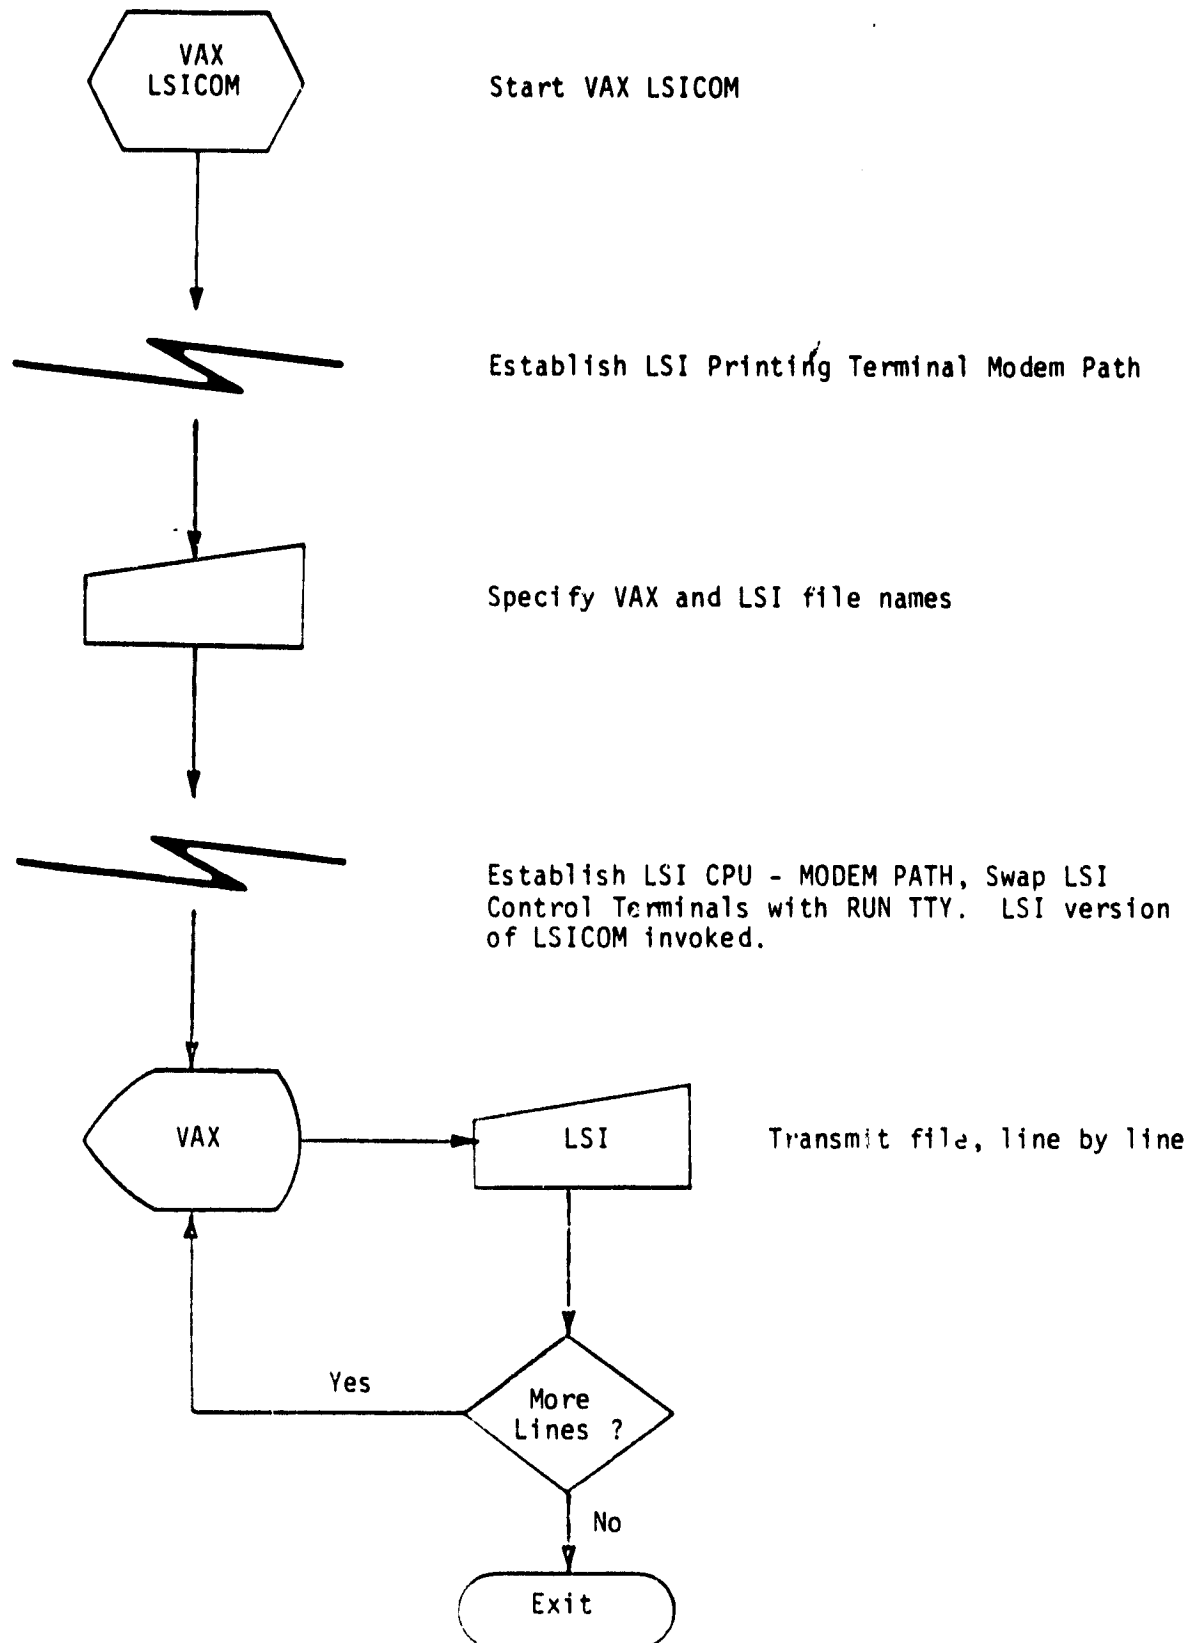 VAX
LSICOM
Start VAX LSICOM
Establish LSI Printing Terminal Modem Path
Specify VAX and LSI file names
Establish LSI CPU - MODEM PATH, Swap LSI
Control Terminals with RUN TTY. LSI version
of LSICOM invoked.
VAX
LSI
Transmit file, line by line
Yes
More
Lines ?
No
Exit